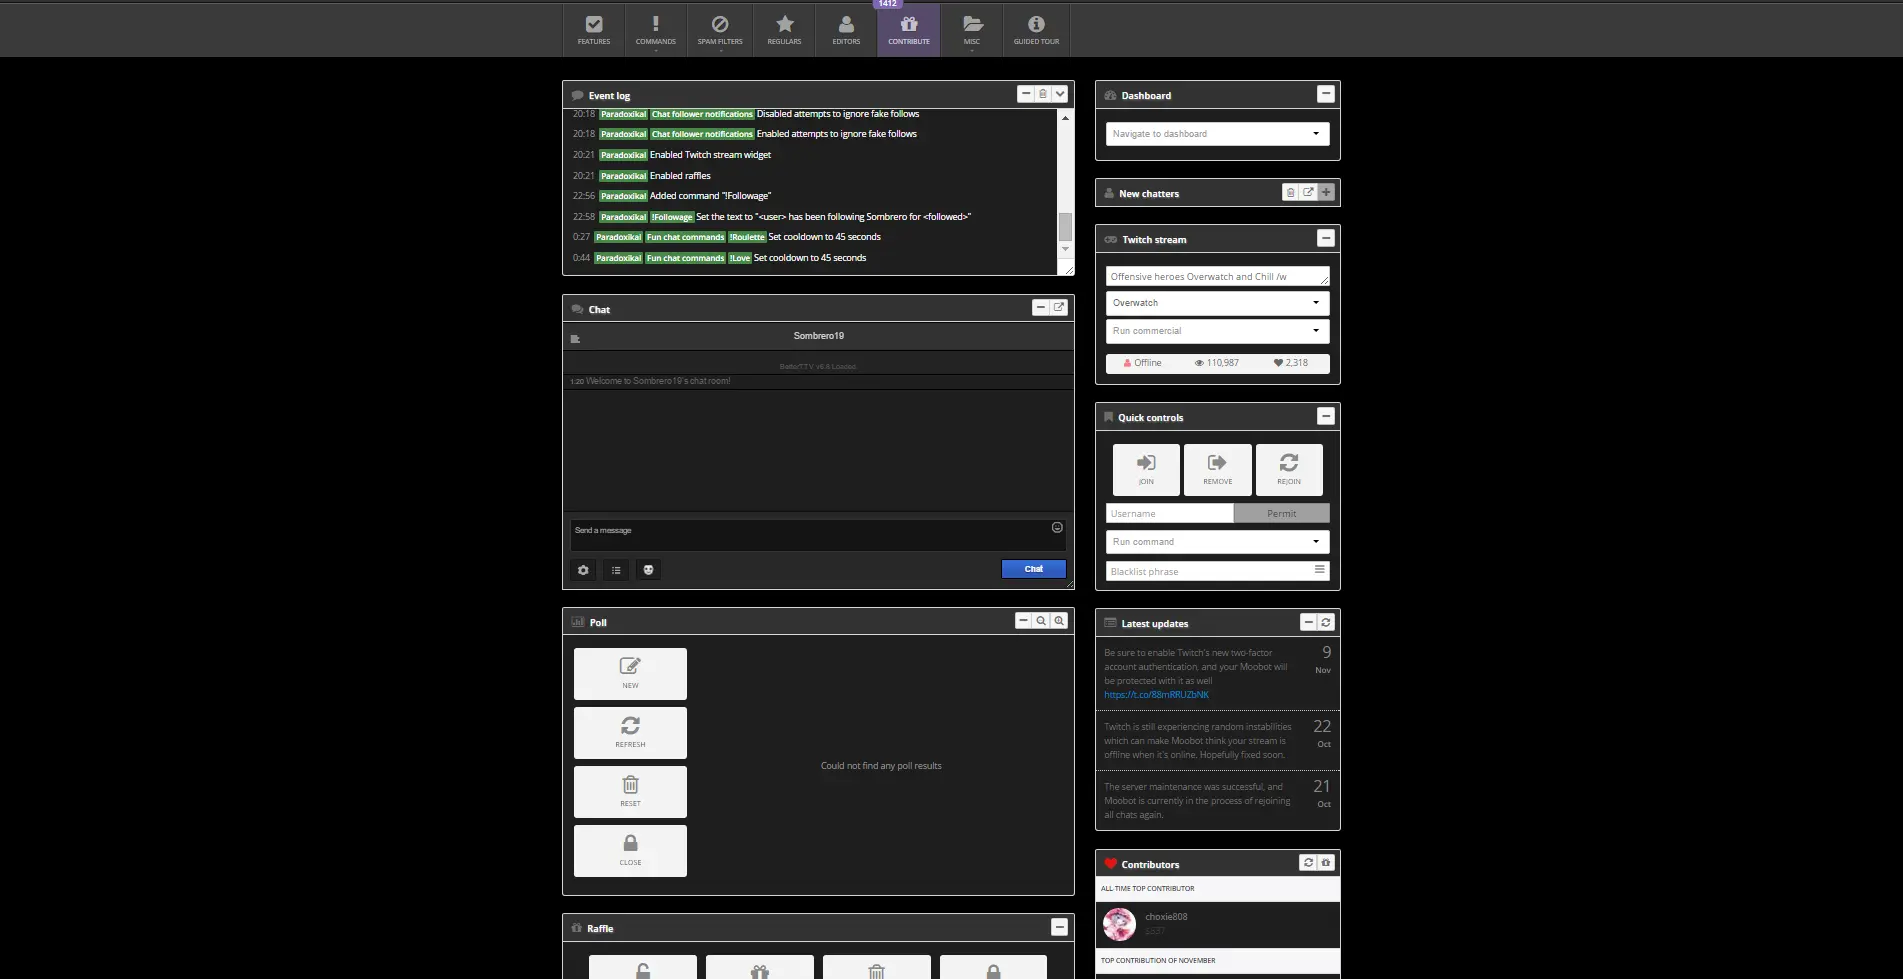 1412
FEATURES
COMMANDS
SPAM FILTERS
REGULARS
EDITORS
CONTRIBUTE
MISC
GUIDED TOUR
Event log
20:18 Paradoxikal Chat follower notifications Disabled attempts to ignore fake follows
20:18 Paradoxikal Chat follower notifications Enabled attempts to ignore fake follows
20:21 Paradoxikal Enabled Twitch stream widget
20:21 Paradoxikal Enabled raffles
22:56 Paradoxikal Added command "!Followage"
22:58 Paradoxikal !Followage Set the text to "<user> has been following Sombrero for <followed>"
0:27 Paradoxikal Fun chat commands !Roulette Set cooldown to 45 seconds
0:44 Paradoxikal Fun chat commands !Love Set cooldown to 45 seconds
Chat
Sombrero19
BetterTTV v6.8 Loaded.
1:20 Welcome to Sombrero19's chat room!
Send a message
Chat
Poll
NEW
REFRESH
RESET
CLOSE
Could not find any poll results
Raffle
Dashboard
Navigate to dashboard
New chatters
Twitch stream
Offensive heroes Overwatch and Chill /w
Overwatch
Run commercial
Offline 110,987 2,318
Quick controls
JOIN
REMOVE
REJOIN
Username
Permit
Run command
Blacklist phrase
Latest updates
Be sure to enable Twitch's new two-factor
account authentication, and your Moobot will
be protected with it as well
https://t.co/88mRRUZbNK
9
Nov
Twitch is still experiencing random instabilities
which can make Moobot think your stream is
offline when it's online. Hopefully fixed soon.
22
Oct
The server maintenance was successful, and
Moobot is currently in the process of rejoining
all chats again.
21
Oct
Contributors
ALL-TIME TOP CONTRIBUTOR
choxie808
$837
TOP CONTRIBUTION OF NOVEMBER